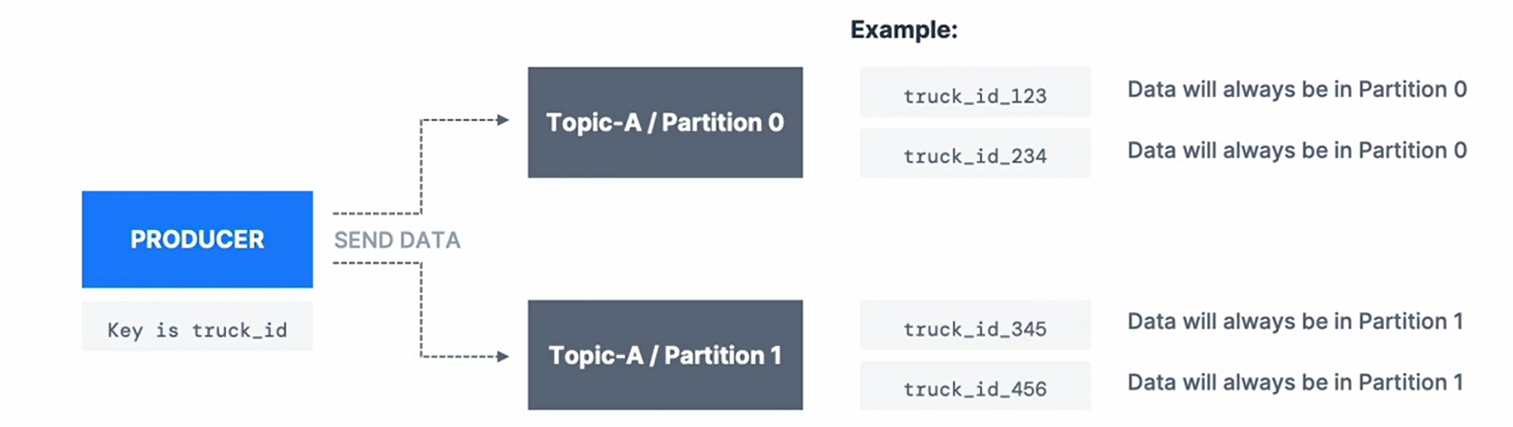 Example:
Topic-A / Partition 0
truck_id_123
Data will always be in Partition 0
truck_id_234
Data will always be in Partition 0
PRODUCER
SEND DATA
Key is truck_id
Topic-A / Partition 1
truck_id_345
Data will always be in Partition 1
truck_id_456
Data will always be in Partition 1